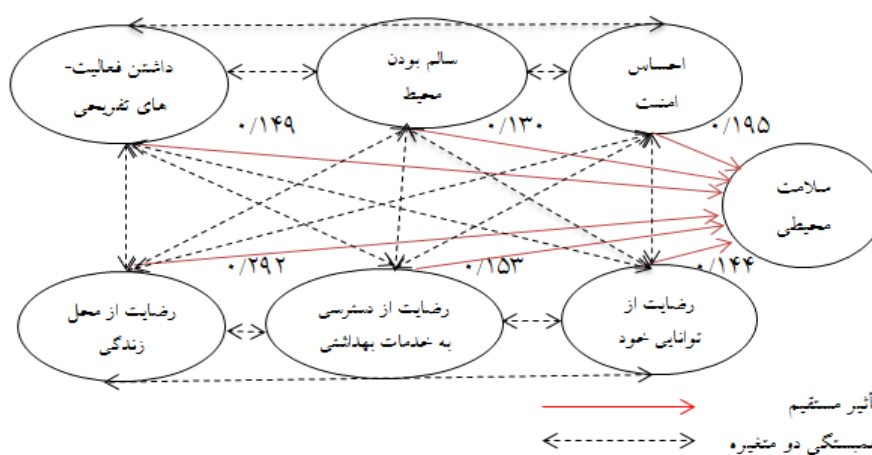 داشتن فعالیت-
های تفریحی
سالم بودن
محیط
احساس
امنیت
۰/۱۴۹
۰/۱۳۰
۰/۱۹۵
سلامت
محیطی
۰/۲۹۲
۰/۱۵۳
۰/۱۴۴
رضایت از محل
زندگی
رضایت از دسترسی
به خدمات بهداشتی
رضایت از
توانایی خود
تأثیر مستقیم
همبستگی دو متغیره